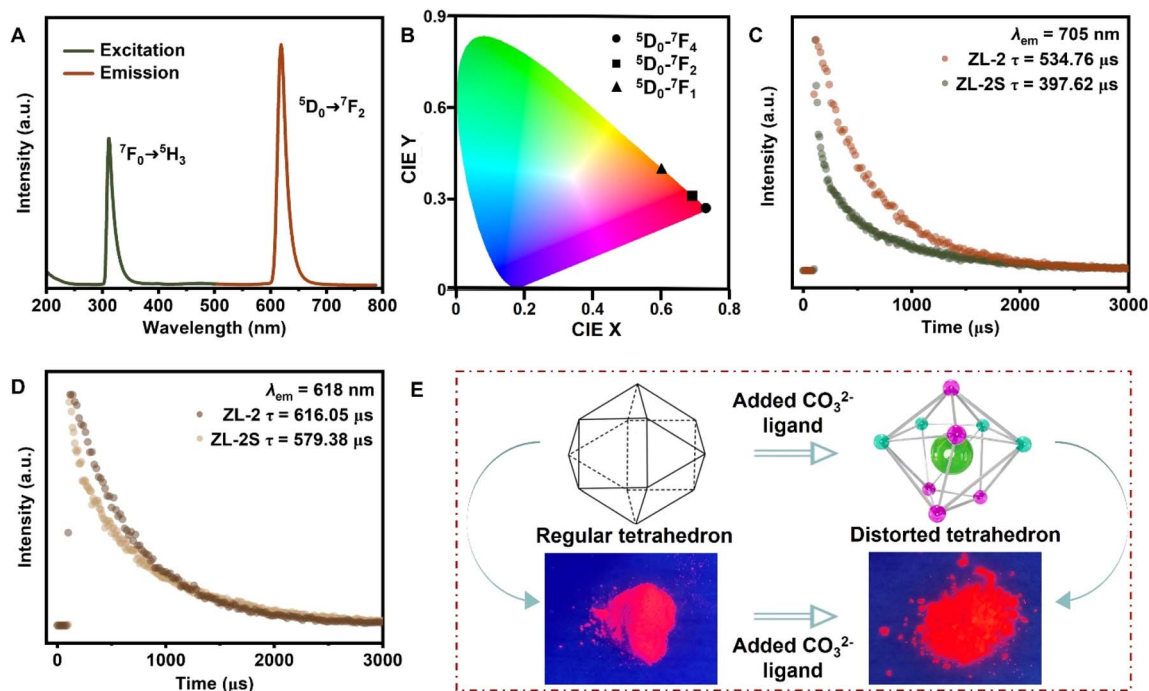 A
Excitation
Emission
⁷F₀→⁵H₃
⁵D₀→⁷F₂
Intensity (a.u.)
200 300 400 500 600 700 800
Wavelength (nm)
B
⁵D₀-⁷F₄
⁵D₀-⁷F₂
⁵D₀-⁷F₁
CIE Y
0.9
0.6
0.3
0
0 0.2 0.4 0.6 0.8
CIE X
C
λem = 705 nm
ZL-2 τ = 534.76 μs
ZL-2S τ = 397.62 μs
Intensity (a.u.)
0 1000 2000 3000
Time (μs)
D
λem = 618 nm
ZL-2 τ = 616.05 μs
ZL-2S τ = 579.38 μs
Intensity (a.u.)
0 1000 2000 3000
Time (μs)
E
Added CO₃²⁻
ligand
Regular tetrahedron
Distorted tetrahedron
Added CO₃²⁻
ligand